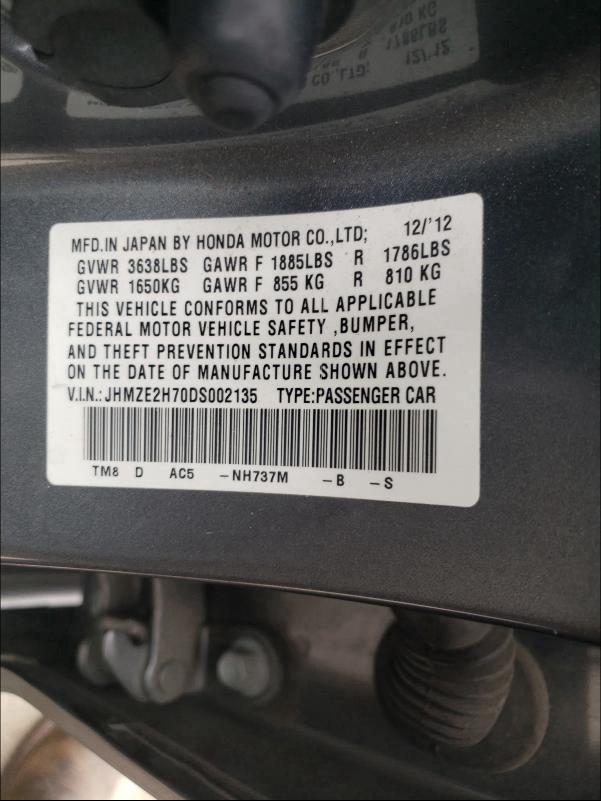 MFD.IN JAPAN BY HONDA MOTOR CO.,LTD; 12/'12
GVWR 3638LBS GAWR F 1885LBS R 1786LBS
GVWR 1650KG GAWR F 855 KG R 810 KG
THIS VEHICLE CONFORMS TO ALL APPLICABLE
FEDERAL MOTOR VEHICLE SAFETY ,BUMPER,
AND THEFT PREVENTION STANDARDS IN EFFECT
ON THE DATE OF MANUFACTURE SHOWN ABOVE.
V.I.N.:JHMZE2H70DS002135 TYPE:PASSENGER CAR
TM8 D AC5 -NH737M -B -S